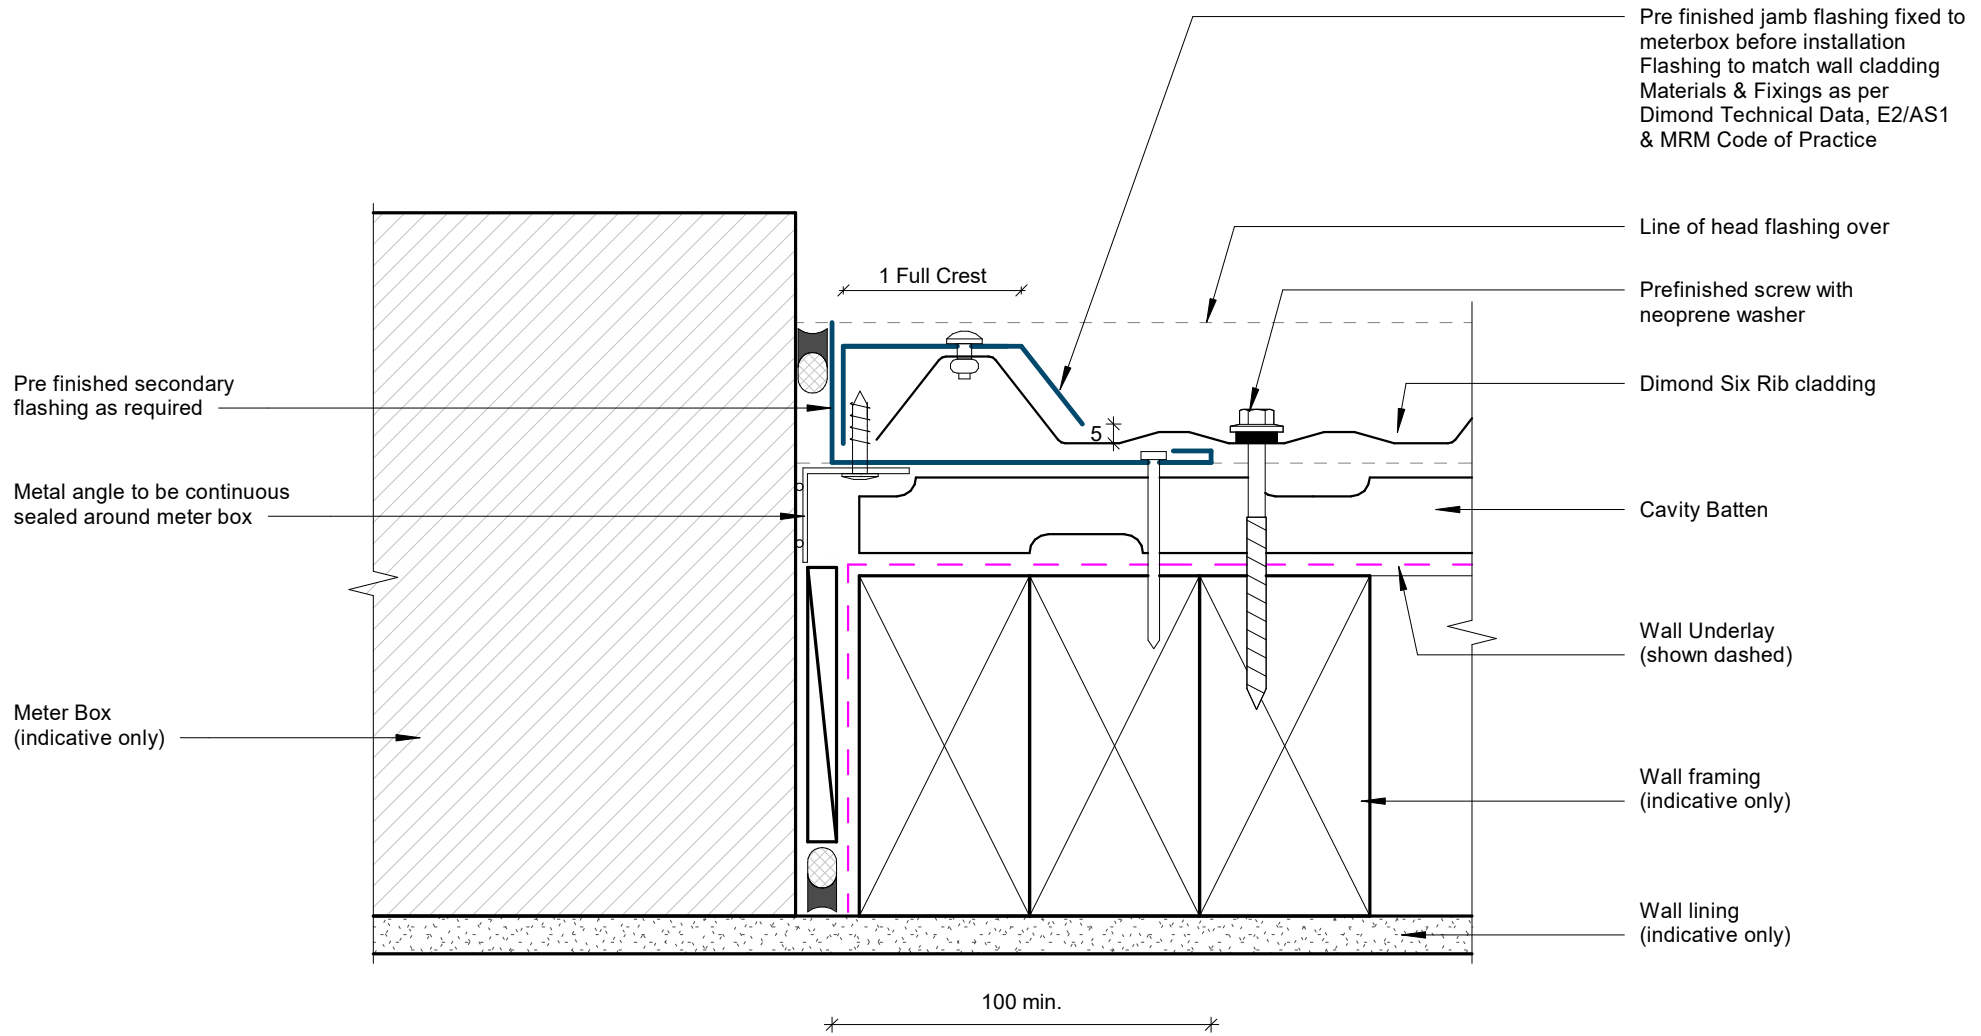 Pre finished jamb flashing fixed to
meterbox before installation
Flashing to match wall cladding
Materials & Fixings as per
Dimond Technical Data, E2/AS1
& MRM Code of Practice
Line of head flashing over
1 Full Crest
Prefinished screw with
neoprene washer
Pre finished secondary
flashing as required
Dimond Six Rib cladding
5
Metal angle to be continuous
sealed around meter box
Cavity Batten
Wall Underlay
(shown dashed)
Meter Box
(indicative only)
Wall framing
(indicative only)
Wall lining
(indicative only)
100 min.